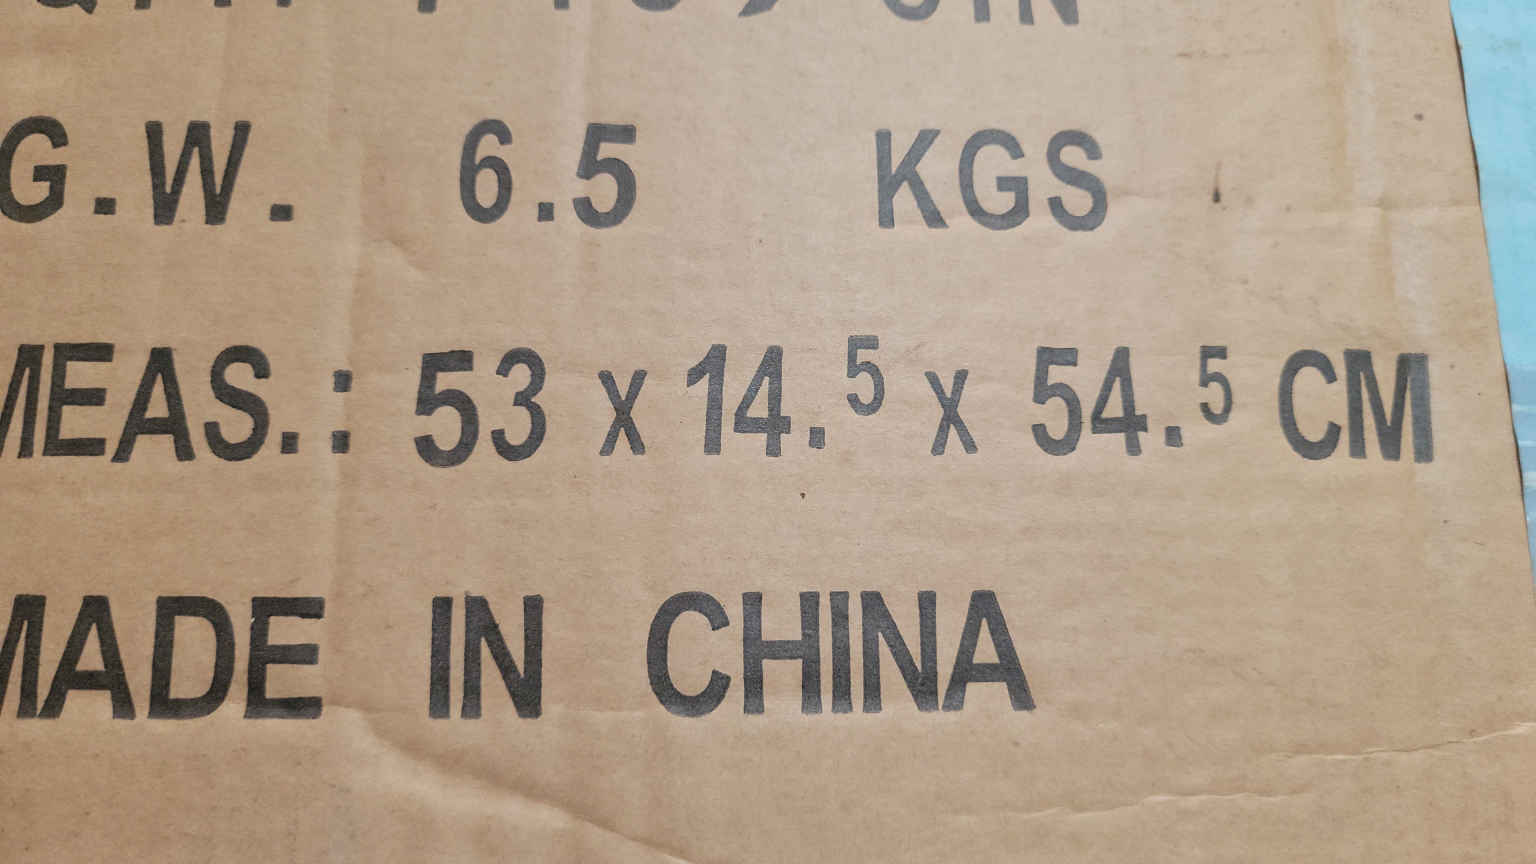 G.W. 6.5 KGS
MEAS.: 53 x 14.5 x 54.5 CM
MADE IN CHINA